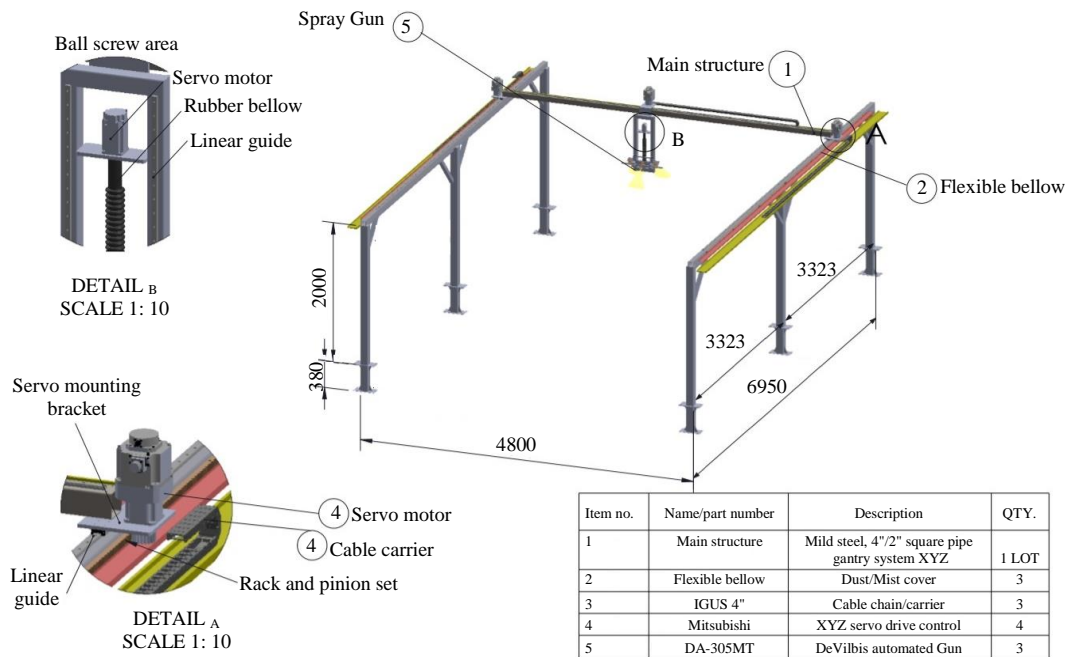 Spray Gun 5
Ball screw area
Servo motor
Rubber bellow
Linear guide
DETAIL B
SCALE 1: 10
Main structure 1
A
B
2 Flexible bellow
2000
380
3323
3323
6950
4800
Servo mounting
bracket
4 Servo motor
4 Cable carrier
Linear
guide
Rack and pinion set
DETAIL A
SCALE 1: 10
Item no. Name/part number Description QTY.
1 Main structure Mild steel, 4"/2" square pipe
gantry system XYZ 1 LOT
2 Flexible bellow Dust/Mist cover 3
3 IGUS 4" Cable chain/carrier 3
4 Mitsubishi XYZ servo drive control 4
5 DA-305MT DeVilbis automated Gun 3